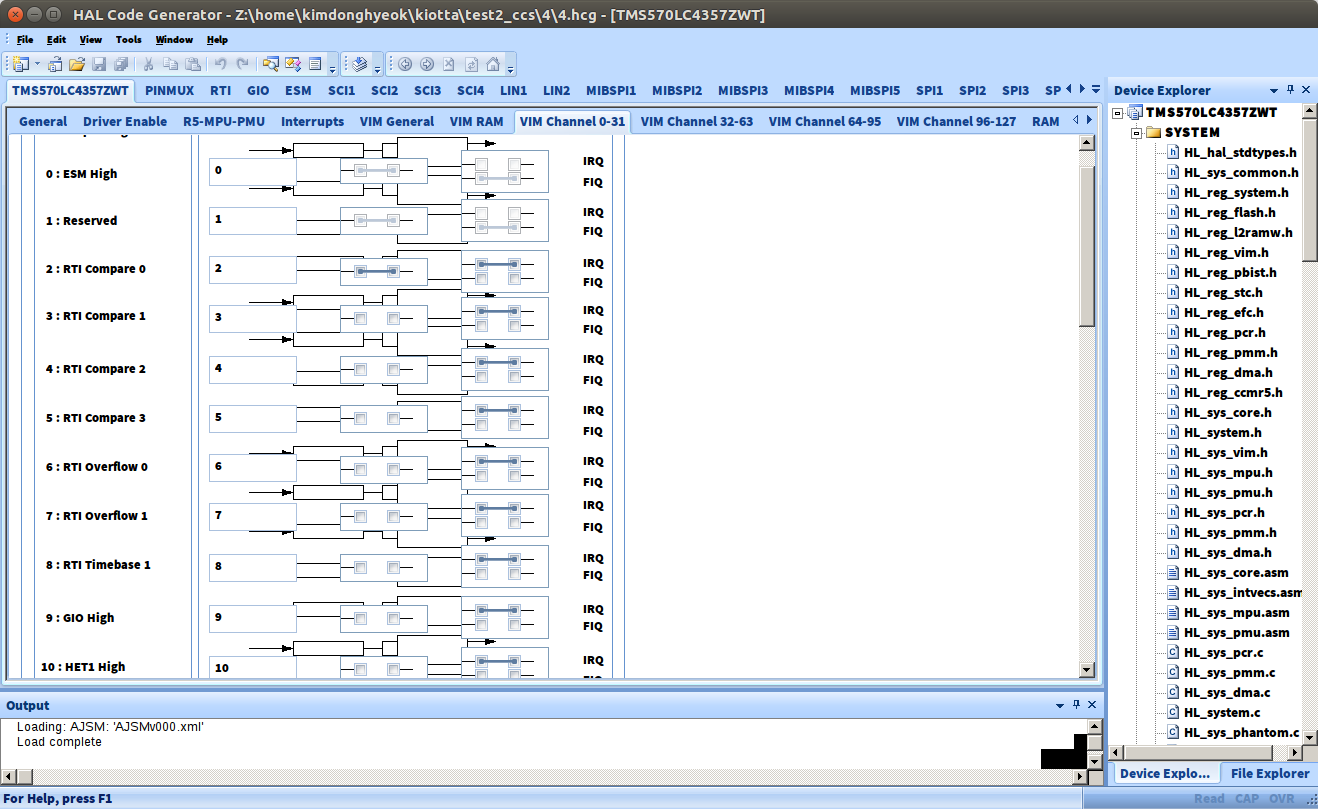 HAL Code Generator - Z:\home\kimdonghyeok\kiotta\test2_ccs\4\4.hcg - [TMS570LC4357ZWT]
File Edit View Tools Window Help
TMS570LC4357ZWT PINMUX RTI GIO ESM SCI1 SCI2 SCI3 SCI4 LIN1 LIN2 MIBSPI1 MIBSPI2 MIBSPI3 MIBSPI4 MIBSPI5 SPI1 SPI2 SPI3 SP
General Driver Enable R5-MPU-PMU Interrupts VIM General VIM RAM VIM Channel 0-31 VIM Channel 32-63 VIM Channel 64-95 VIM Channel 96-127 RAM
0 : ESM High 0 IRQ
FIQ
1 : Reserved 1 IRQ
FIQ
2 : RTI Compare 0 2 IRQ
FIQ
3 : RTI Compare 1 3 IRQ
FIQ
4 : RTI Compare 2 4 IRQ
FIQ
5 : RTI Compare 3 5 IRQ
FIQ
6 : RTI Overflow 0 6 IRQ
FIQ
7 : RTI Overflow 1 7 IRQ
FIQ
8 : RTI Timebase 1 8 IRQ
FIQ
9 : GIO High 9 IRQ
FIQ
10 : HET1 High 10 IRQ
Device Explorer
TMS570LC4357ZWT
SYSTEM
HL_hal_stdtypes.h
HL_sys_common.h
HL_reg_system.h
HL_reg_flash.h
HL_reg_l2ramw.h
HL_reg_vim.h
HL_reg_pbist.h
HL_reg_stc.h
HL_reg_efc.h
HL_reg_pcr.h
HL_reg_pmm.h
HL_reg_dma.h
HL_reg_ccmr5.h
HL_sys_core.h
HL_system.h
HL_sys_vim.h
HL_sys_mpu.h
HL_sys_pmu.h
HL_sys_pcr.h
HL_sys_pmm.h
HL_sys_dma.h
HL_sys_core.asm
HL_sys_intvecs.asm
HL_sys_mpu.asm
HL_sys_pmu.asm
HL_sys_pcr.c
HL_sys_pmm.c
HL_sys_dma.c
HL_system.c
HL_sys_phantom.c
Device Explo... File Explorer
Output
Loading: AJSM: 'AJSMv000.xml'
Load complete
For Help, press F1 Read CAP OVR